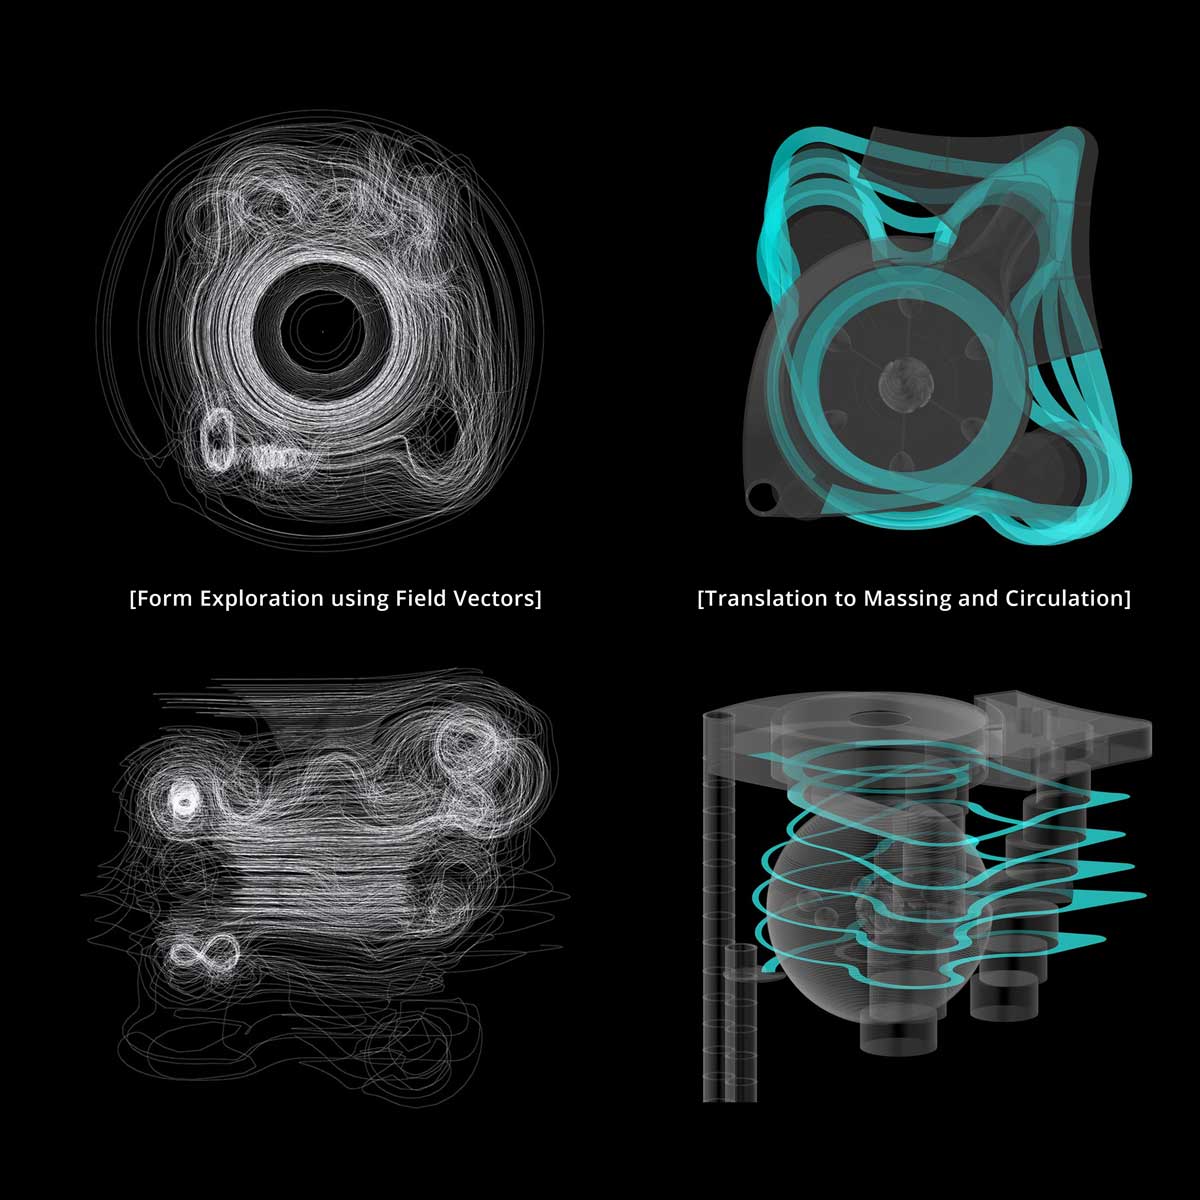 [Form Exploration using Field Vectors]
[Translation to Massing and Circulation]